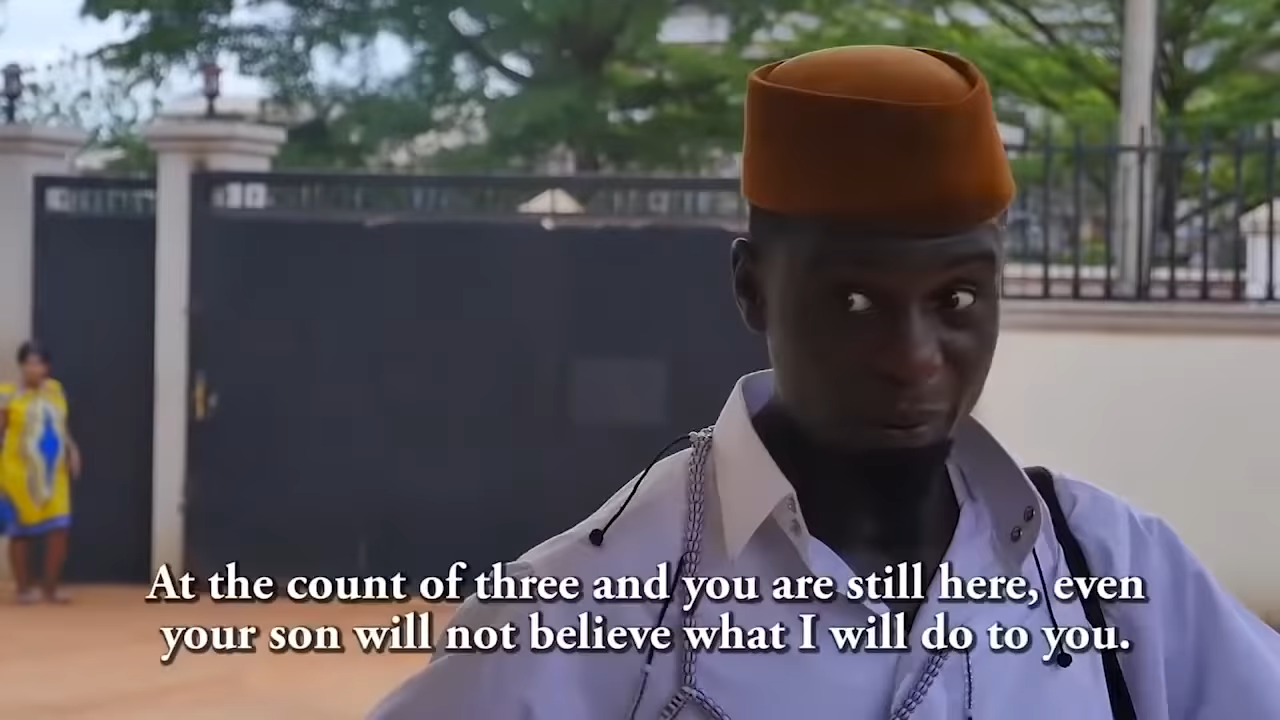 At the count of three and you are still here, even
your son will not believe what I will do to you.